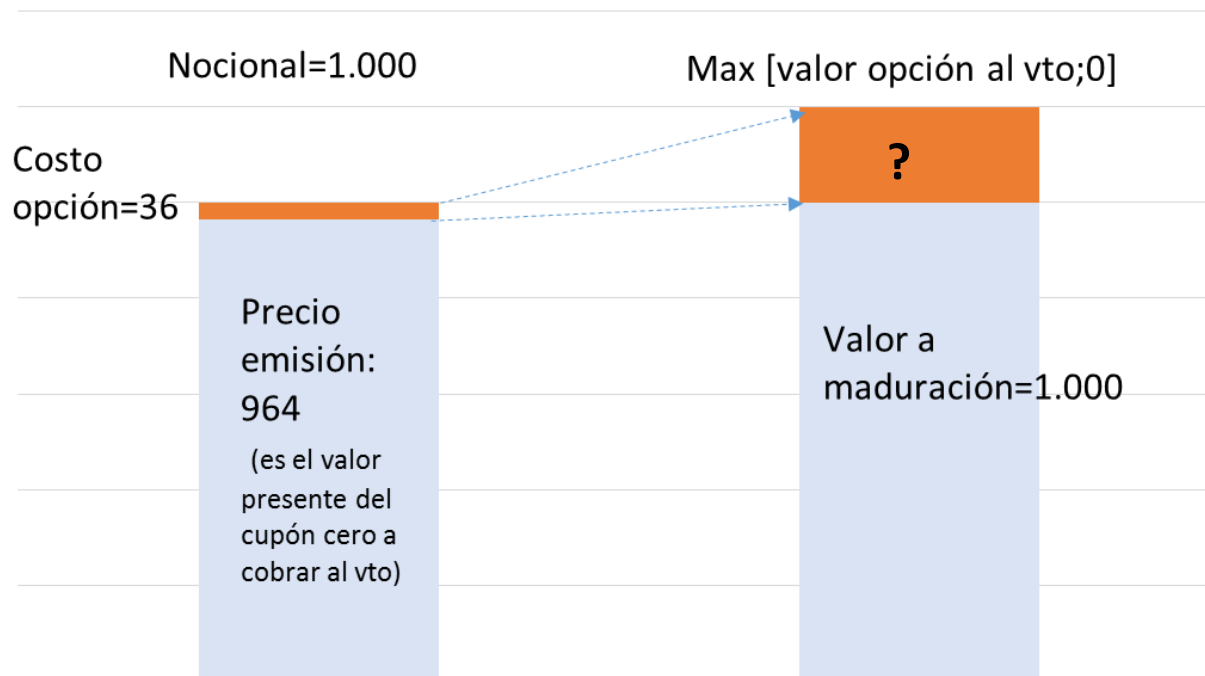 Nocional=1.000
Max [valor opción al vto;0]
Costo
opción=36
?
Precio
emisión:
964
(es el valor
presente del
cupón cero a
cobrar al vto)
Valor a
maduración=1.000